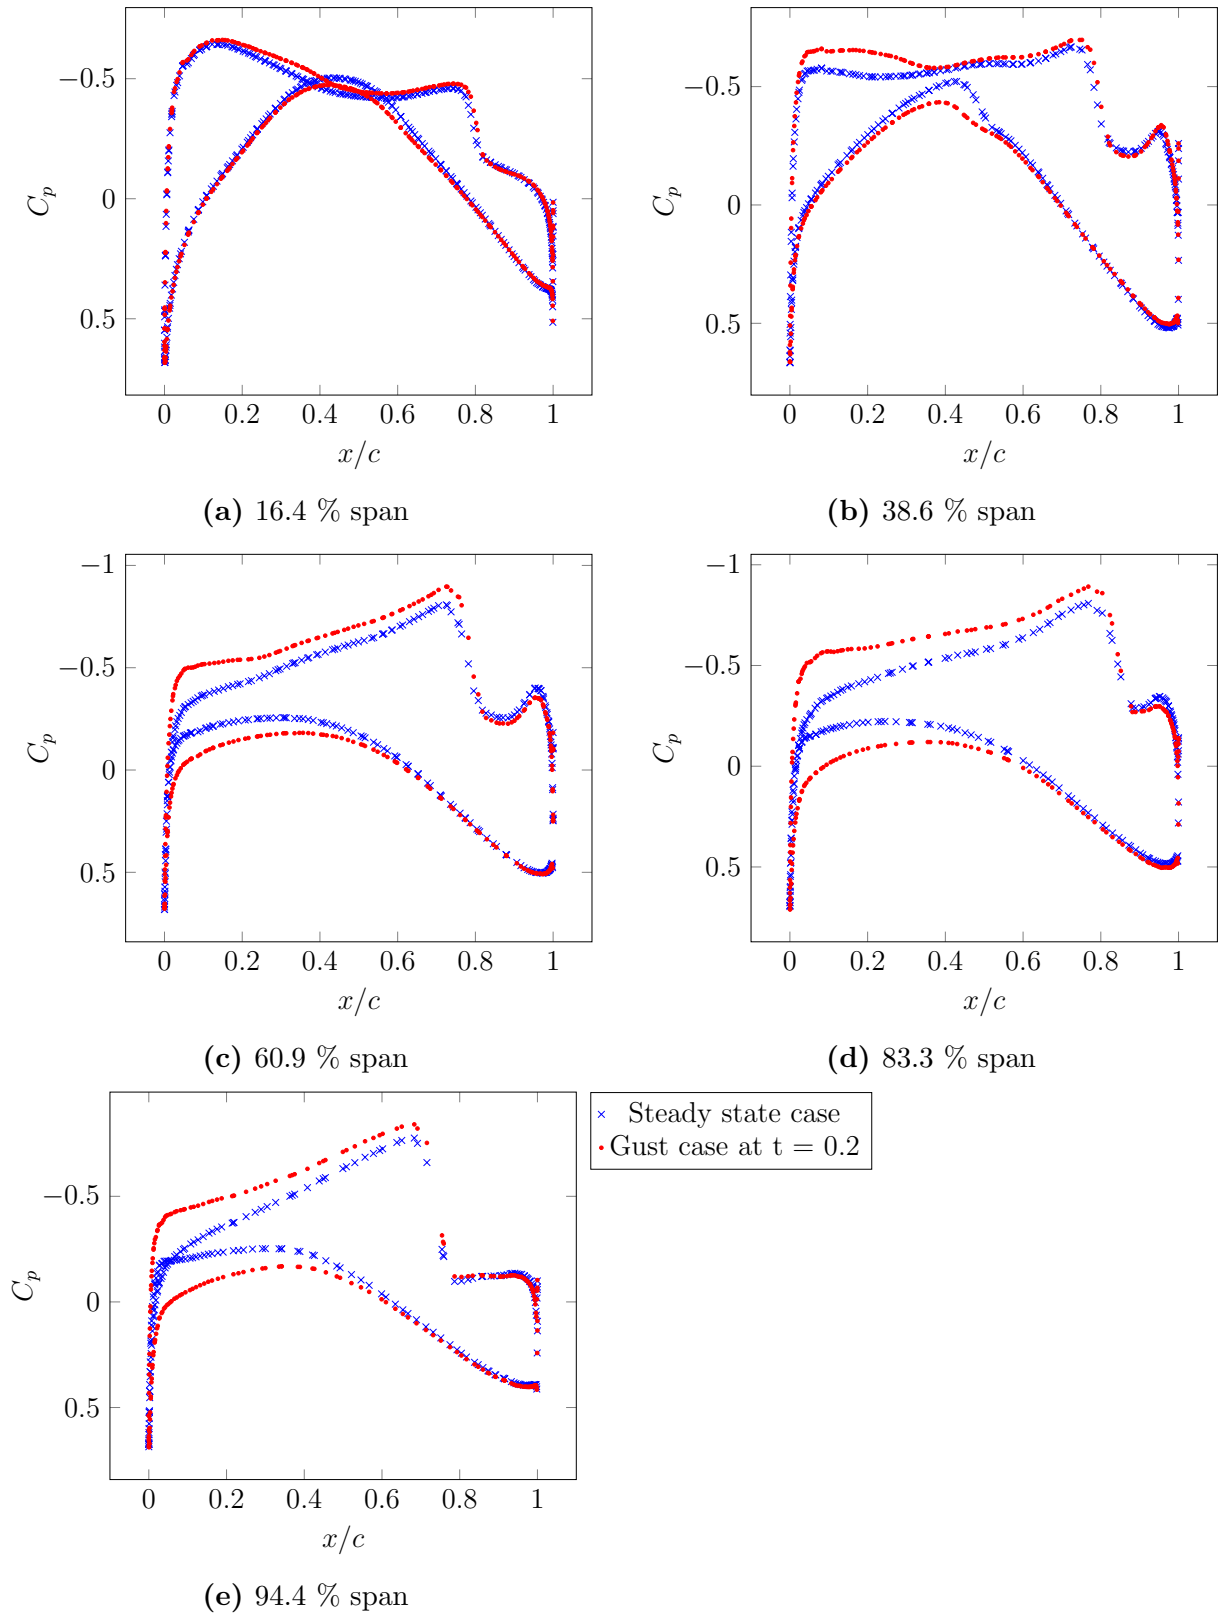 −0.5
0
0.5
C_p
0 0.2 0.4 0.6 0.8 1
x/c
(a) 16.4 % span
−0.5
0
0.5
C_p
0 0.2 0.4 0.6 0.8 1
x/c
(b) 38.6 % span
−1
−0.5
0
0.5
C_p
0 0.2 0.4 0.6 0.8 1
x/c
(c) 60.9 % span
−1
−0.5
0
0.5
C_p
0 0.2 0.4 0.6 0.8 1
x/c
(d) 83.3 % span
−0.5
0
0.5
C_p
0 0.2 0.4 0.6 0.8 1
x/c
(e) 94.4 % span
Steady state case
Gust case at t = 0.2